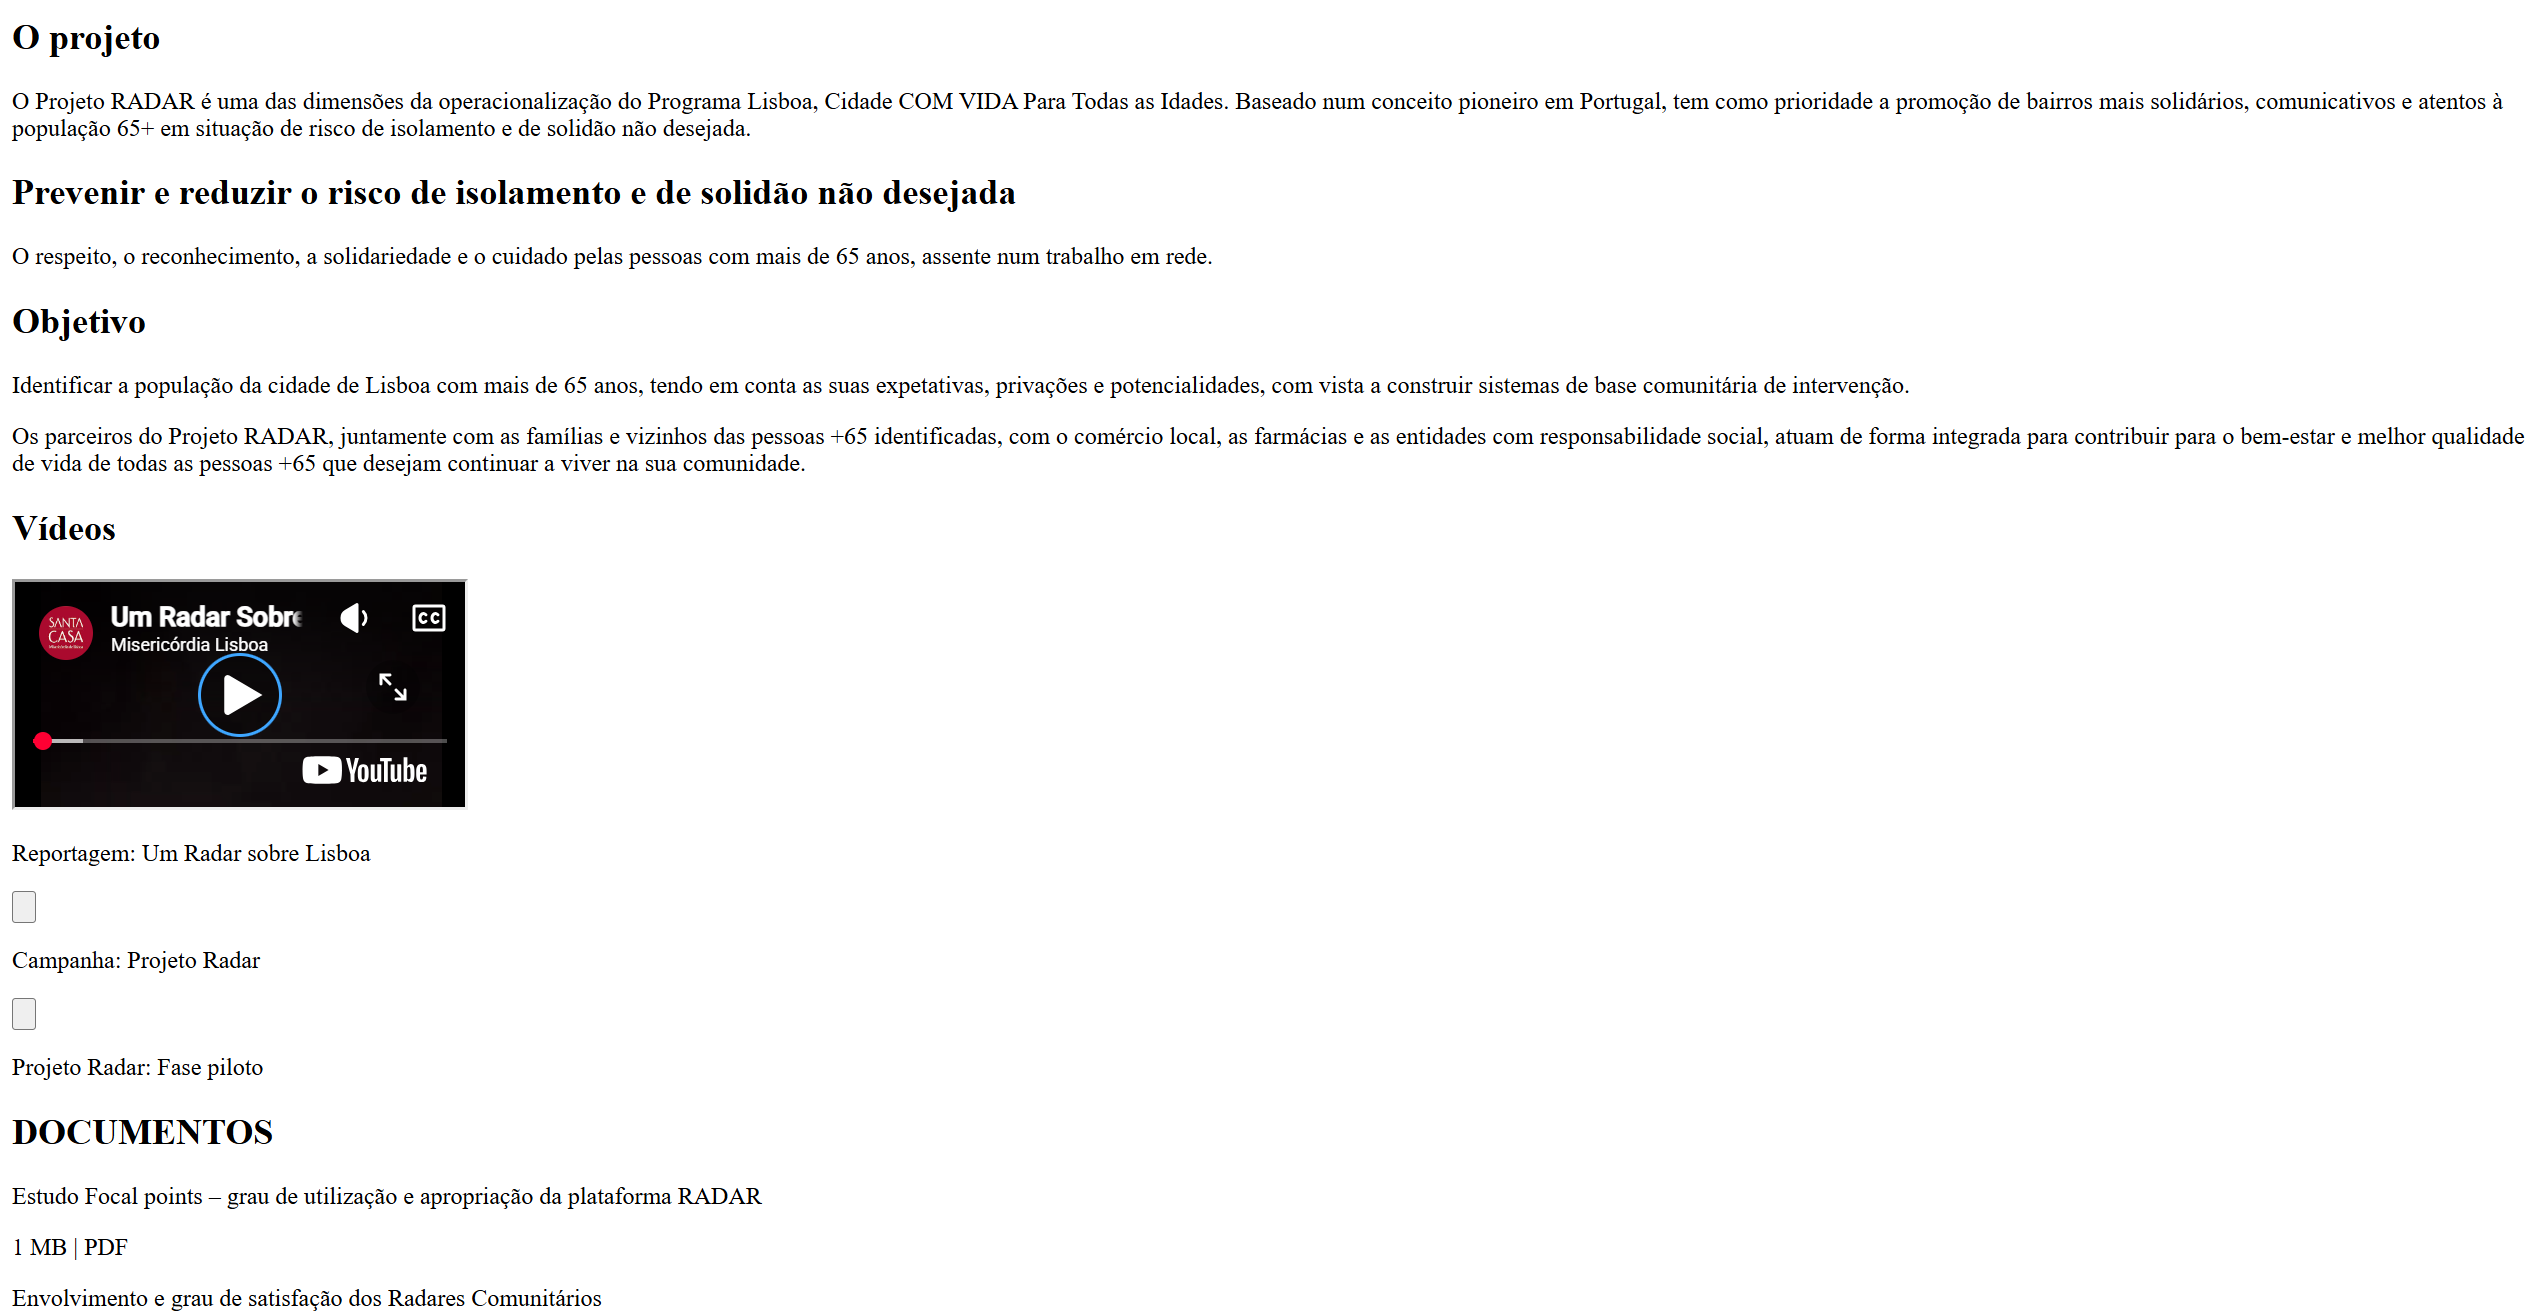 O projeto
O Projeto RADAR é uma das dimensões da operacionalização do Programa Lisboa, Cidade COM VIDA Para Todas as Idades. Baseado num conceito pioneiro em Portugal, tem como prioridade a promoção de bairros mais solidários, comunicativos e atentos à
população 65+ em situação de risco de isolamento e de solidão não desejada.
Prevenir e reduzir o risco de isolamento e de solidão não desejada
O respeito, o reconhecimento, a solidariedade e o cuidado pelas pessoas com mais de 65 anos, assente num trabalho em rede.
Objetivo
Identificar a população da cidade de Lisboa com mais de 65 anos, tendo em conta as suas expetativas, privações e potencialidades, com vista a construir sistemas de base comunitária de intervenção.
Os parceiros do Projeto RADAR, juntamente com as famílias e vizinhos das pessoas +65 identificadas, com o comércio local, as farmácias e as entidades com responsabilidade social, atuam de forma integrada para contribuir para o bem-estar e melhor qualidade
de vida de todas as pessoas +65 que desejam continuar a viver na sua comunidade.
Vídeos
SANTA
CASA
Um Radar Sobre
Misericórdia Lisboa
CC
YouTube
Reportagem: Um Radar sobre Lisboa
Campanha: Projeto Radar
Projeto Radar: Fase piloto
DOCUMENTOS
Estudo Focal points – grau de utilização e apropriação da plataforma RADAR
1 MB | PDF
Envolvimento e grau de satisfação dos Radares Comunitários